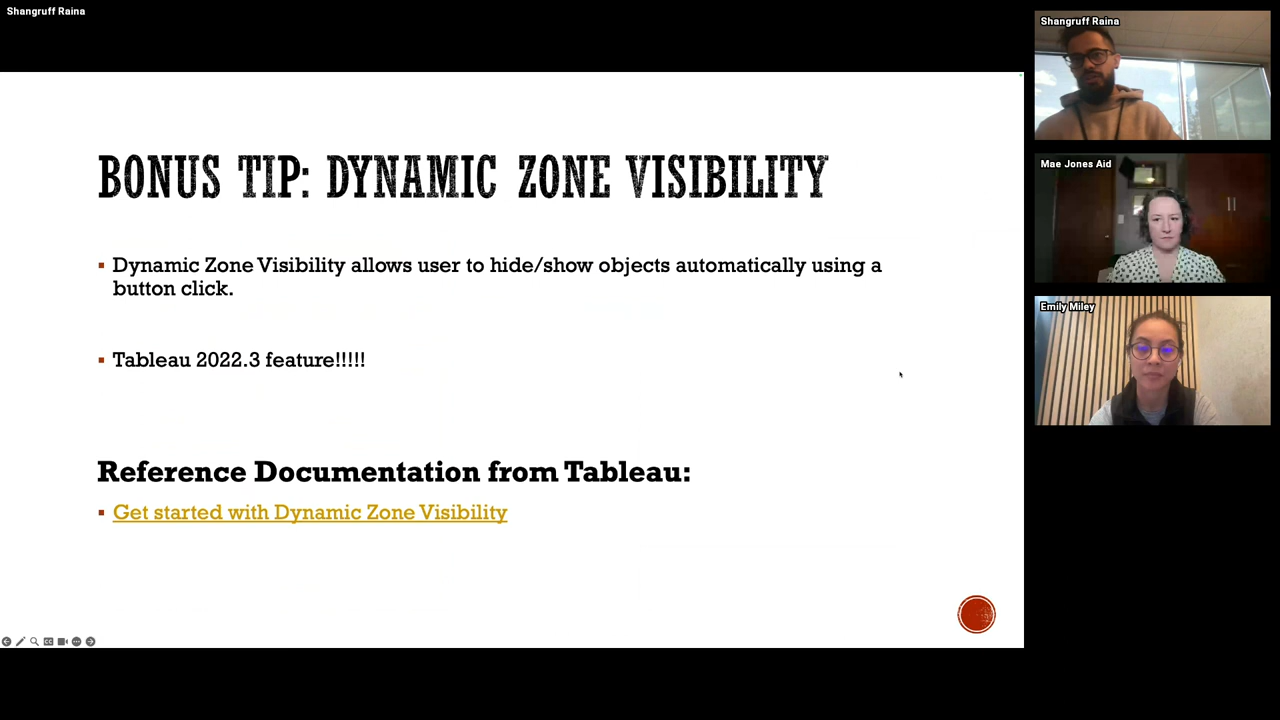 Shangruff Raina
BONUS TIP: DYNAMIC ZONE VISIBILITY
Dynamic Zone Visibility allows user to hide/show objects automatically using a
button click.
Tableau 2022.3 feature!!!!!
Reference Documentation from Tableau:
Get started with Dynamic Zone Visibility
Shangruff Raina
Mae Jones Aid
Emily Miley